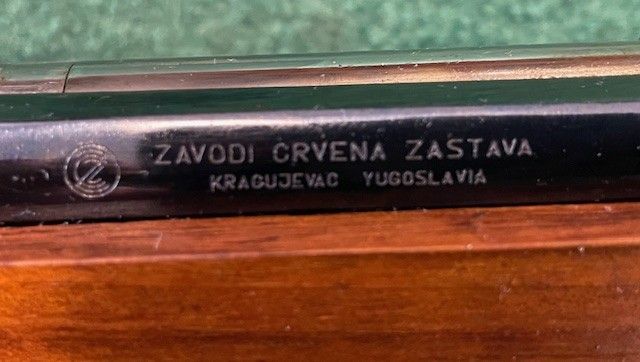 ZAVODI CRVENA ZASTAVA
KRAGUJEVAC YUGOSLAVIA